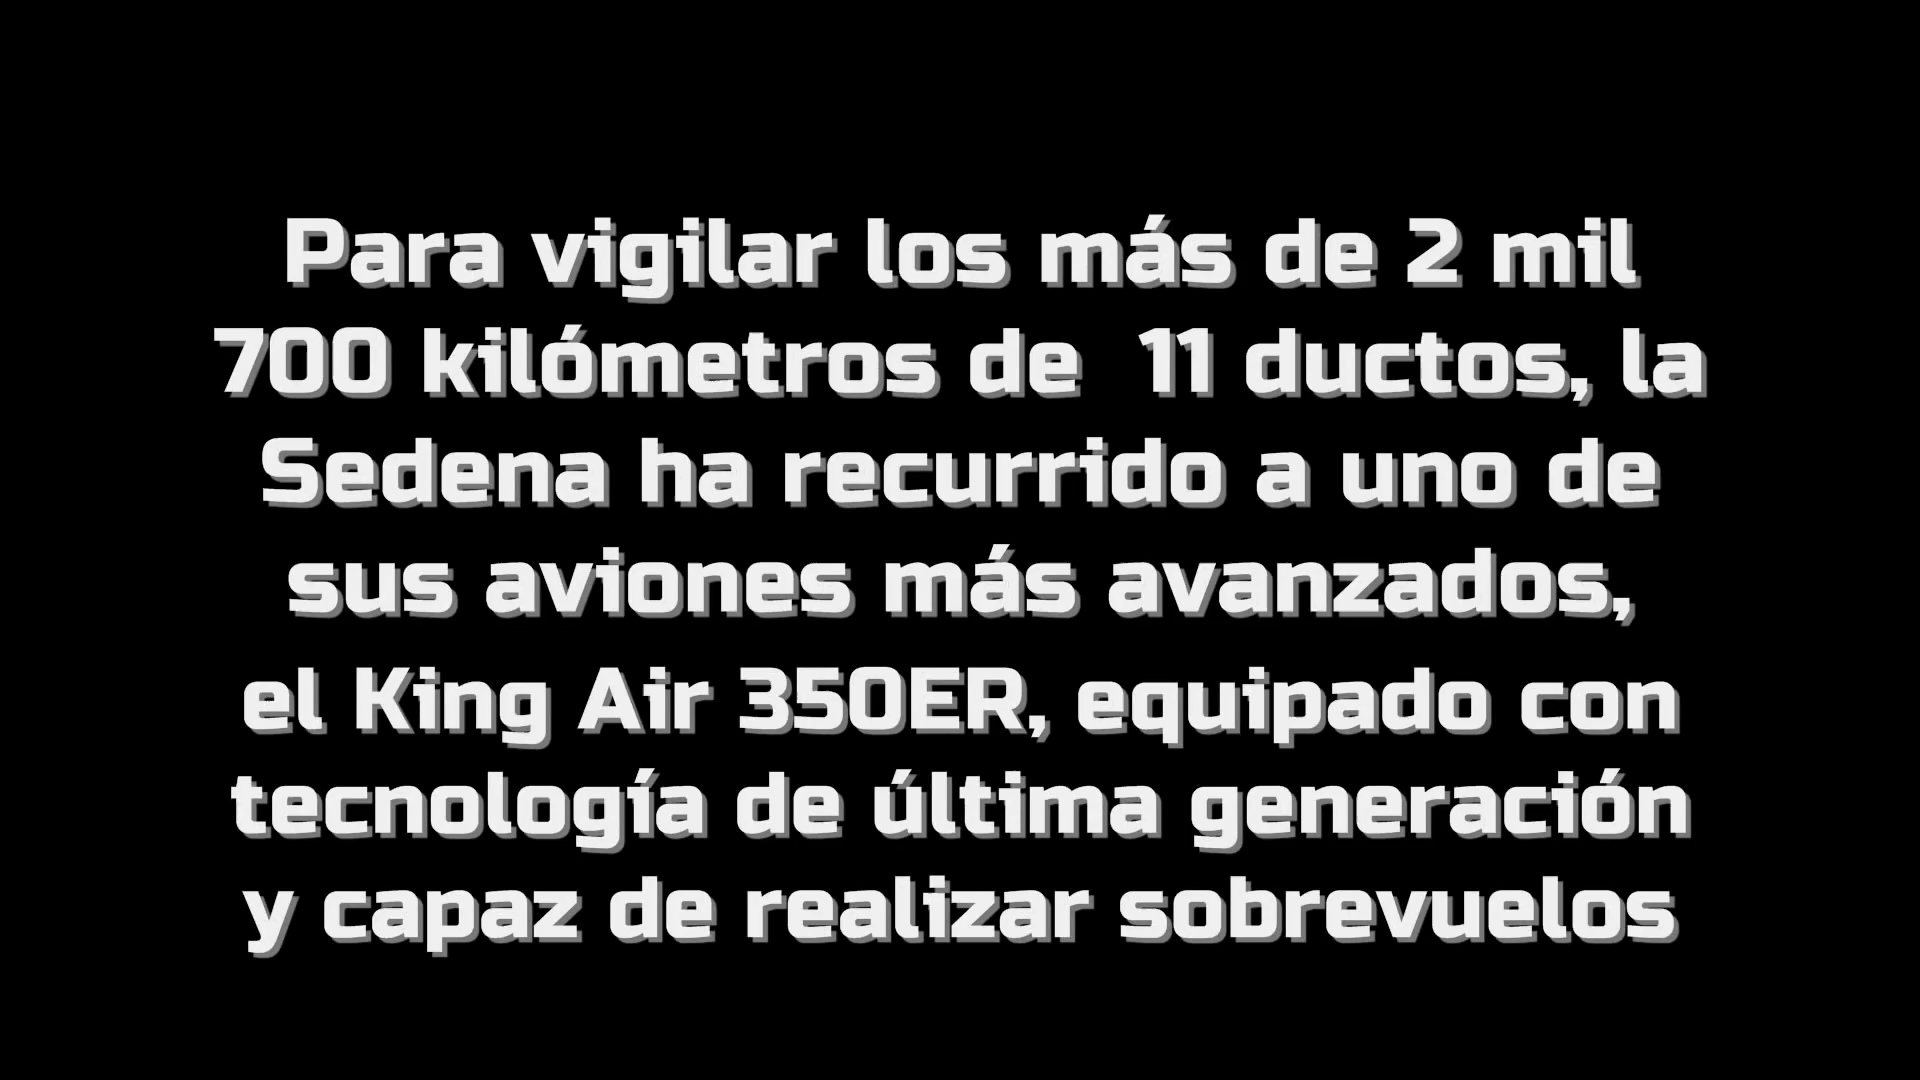 Para vigilar los más de 2 mil
700 kilómetros de  11 ductos, la
Sedena ha recurrido a uno de
sus aviones más avanzados,
el King Air 350ER, equipado con
tecnología de última generación
y capaz de realizar sobrevuelos